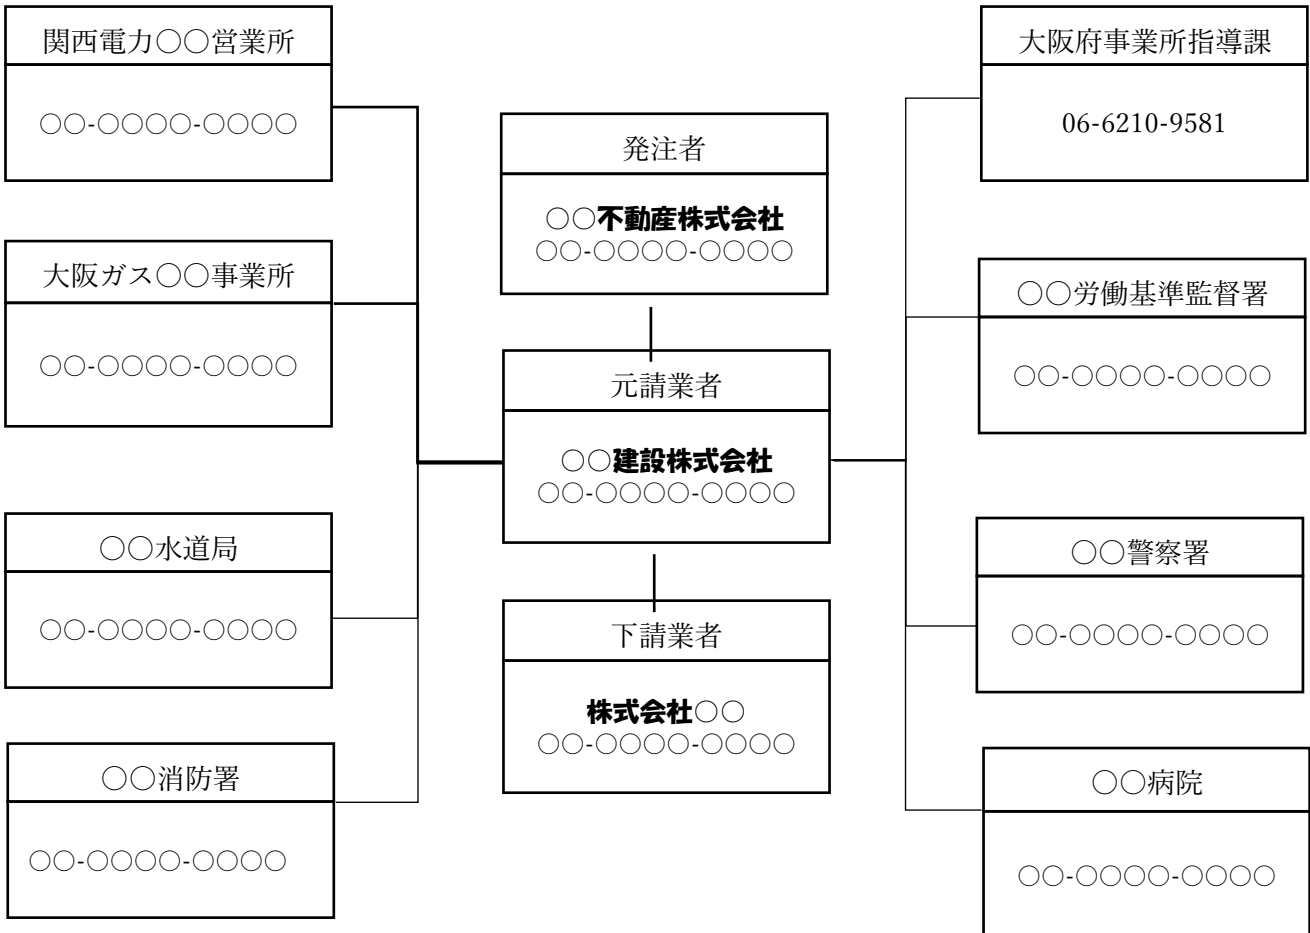 関西電力○○営業所
○○-○○○○-○○○○
大阪ガス○○事業所
○○-○○○○-○○○○
○○水道局
○○-○○○○-○○○○
○○消防署
○○-○○○○-○○○○
発注者
○○不動産株式会社
○○-○○○○-○○○○
元請業者
○○建設株式会社
○○-○○○○-○○○○
下請業者
株式会社○○
○○-○○○○-○○○○
大阪府事業所指導課
06-6210-9581
○○労働基準監督署
○○-○○○○-○○○○
○○警察署
○○-○○○○-○○○○
○○病院
○○-○○○○-○○○○